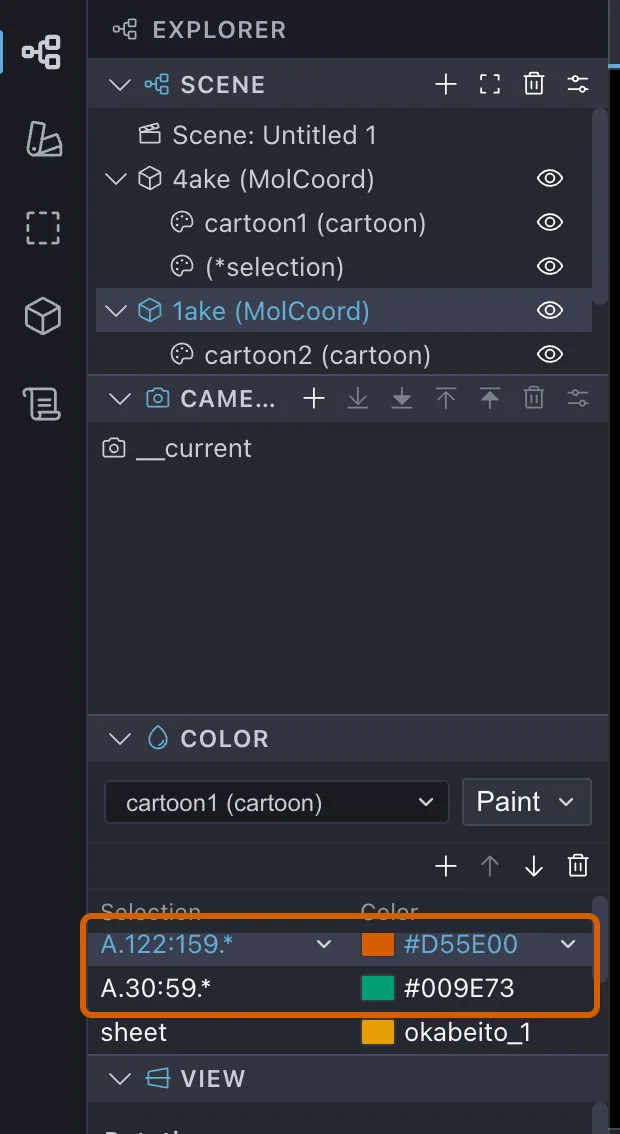 EXPLORER
SCENE
Scene: Untitled 1
4ake (MolCoord)
cartoon1 (cartoon)
(*selection)
1ake (MolCoord)
cartoon2 (cartoon)
CAME...
__current
COLOR
cartoon1 (cartoon) Paint
Selection Color
A.122:159.* #D55E00
A.30:59.* #009E73
sheet okabeito_1
VIEW